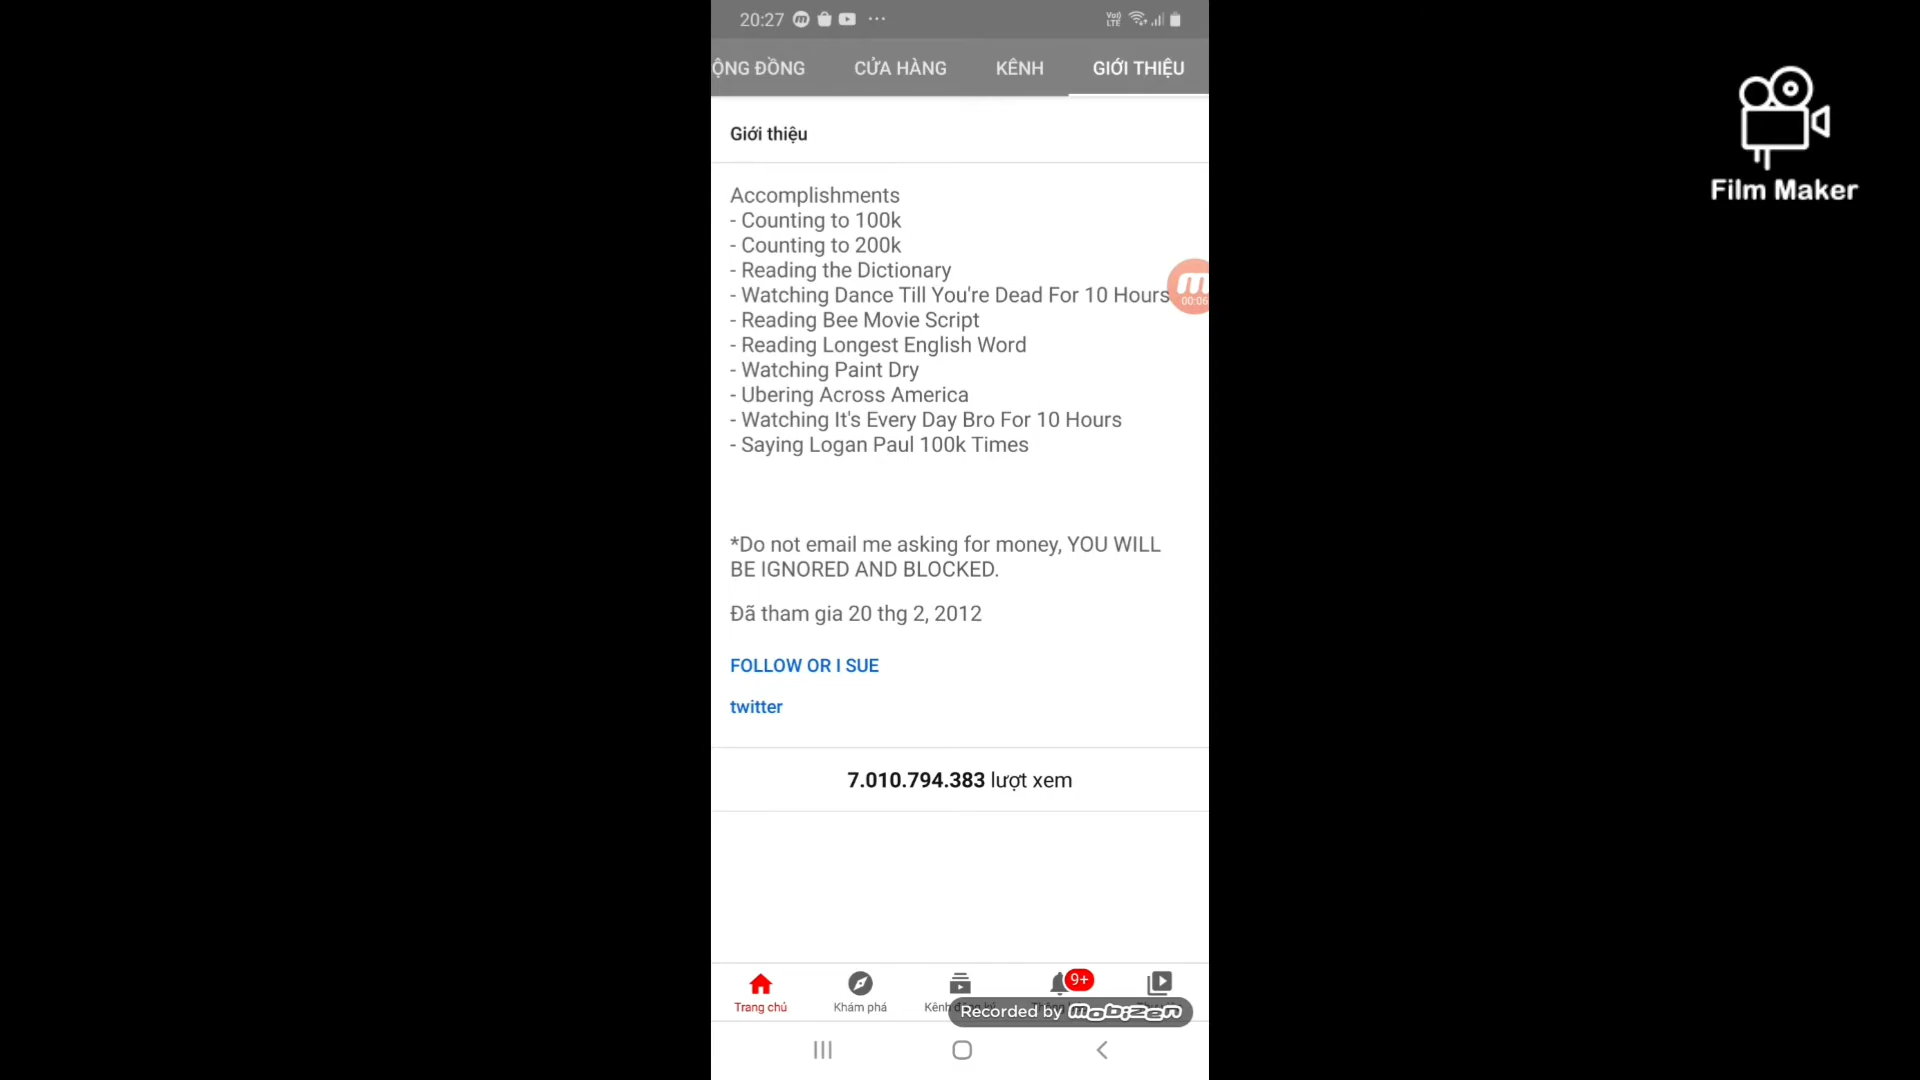 20:27
Vo)) LTE
ỘNG ĐỒNG CỬA HÀNG KÊNH GIỚI THIỆU
Film Maker
Giới thiệu
Accomplishments
- Counting to 100k
- Counting to 200k
- Reading the Dictionary
- Watching Dance Till You're Dead For 10 Hours
00:06
- Reading Bee Movie Script
- Reading Longest English Word
- Watching Paint Dry
- Ubering Across America
- Watching It's Every Day Bro For 10 Hours
- Saying Logan Paul 100k Times
*Do not email me asking for money, YOU WILL
BE IGNORED AND BLOCKED.
Đã tham gia 20 thg 2, 2012
FOLLOW OR I SUE
twitter
7.010.794.383 lượt xem
9+
Trang chủ Khám phá Kênh
Recorded by mobizen